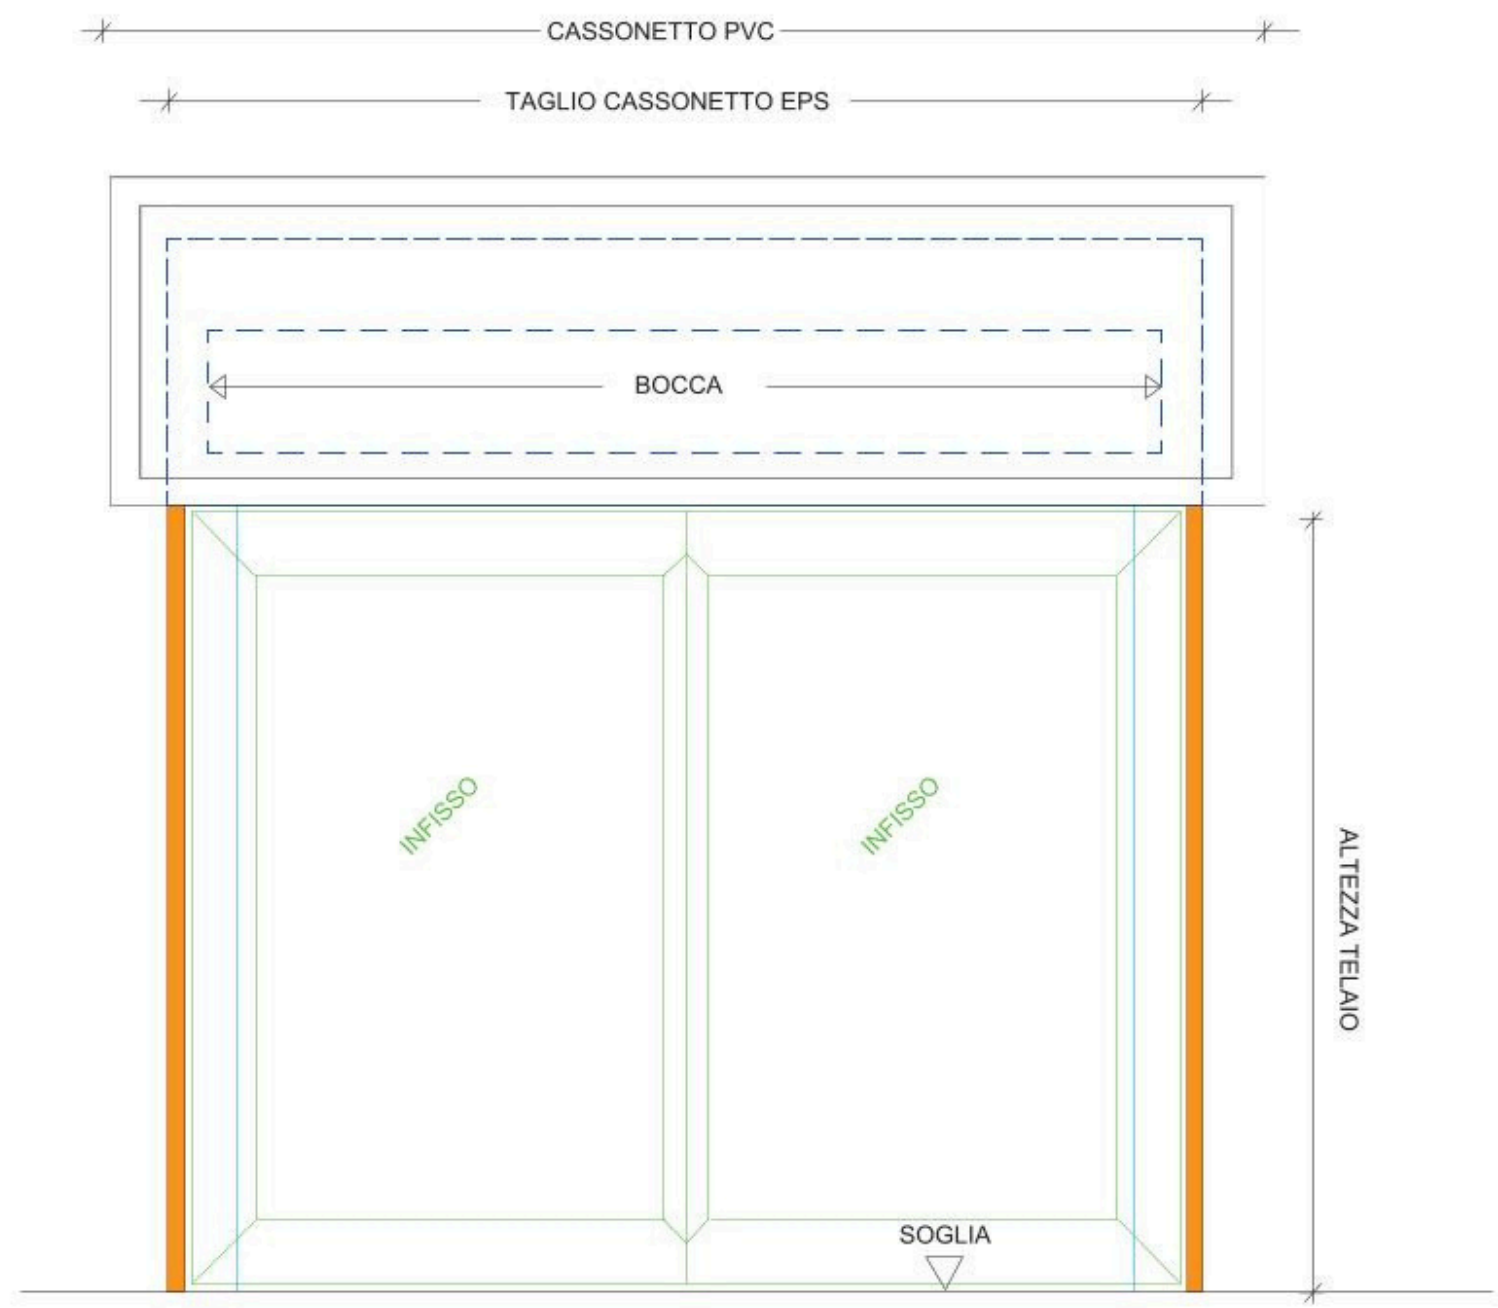 CASSONETTO PVC
TAGLIO CASSONETTO EPS
BOCCA
INFISSO
INFISSO
ALTEZZA TELAIO
SOGLIA